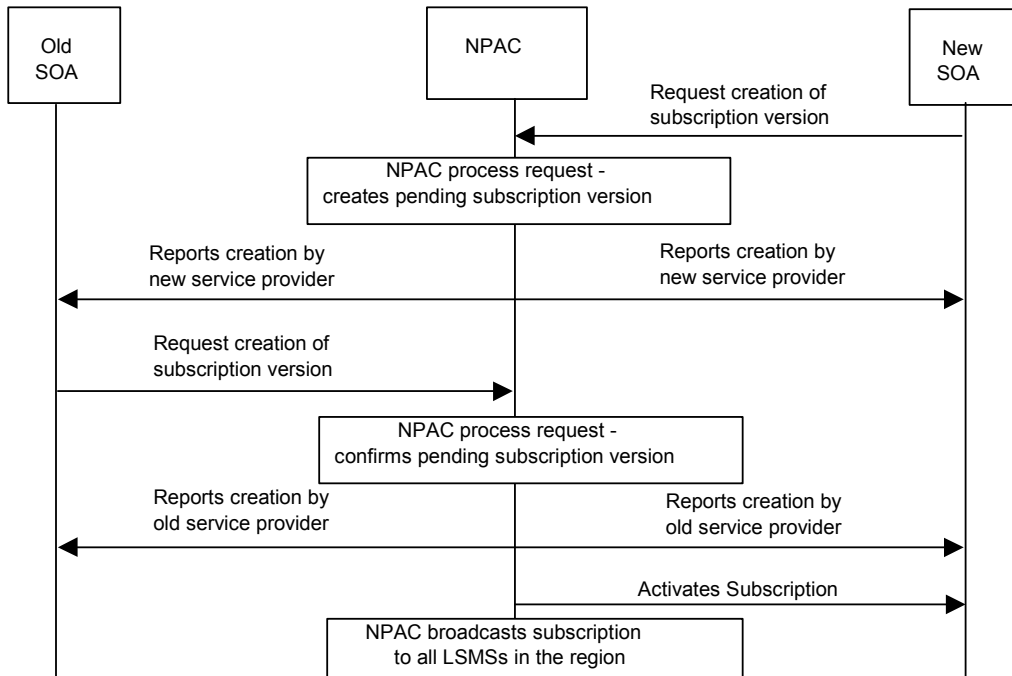 Old
SOA
NPAC
New
SOA
Request creation of
subscription version
NPAC process request -
creates pending subscription version
Reports creation by
new service provider
Reports creation by
new service provider
Request creation of
subscription version
NPAC process request -
confirms pending subscription version
Reports creation by
old service provider
Reports creation by
old service provider
Activates Subscription
NPAC broadcasts subscription
to all LSMSs in the region